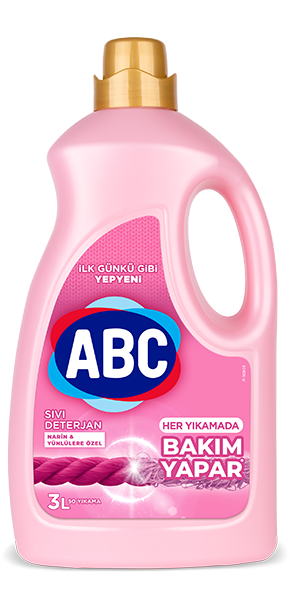 İLK GÜNKÜ GİBİ
YEPYENİ
ABC
SIVI
DETERJAN
NARİN &
YÜNLÜLERE ÖZEL
HER YIKAMADA
BAKIM
YAPAR
3L 50 YIKAMA